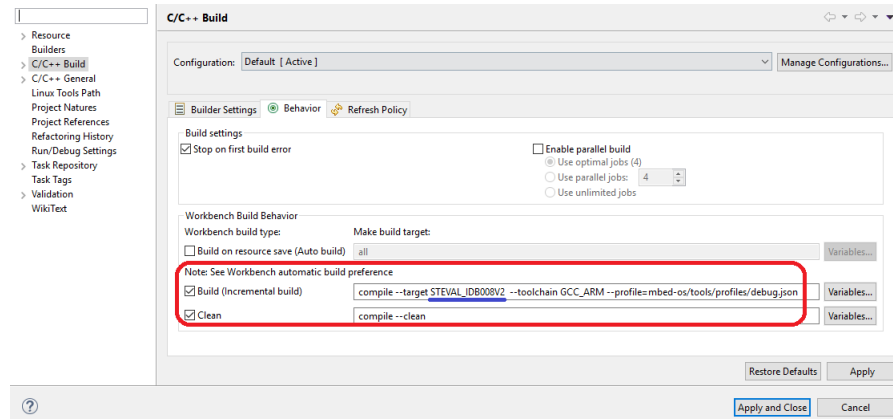 C/C++ Build
Resource
Builders
C/C++ Build
C/C++ General
Linux Tools Path
Project Natures
Project References
Refactoring History
Run/Debug Settings
Task Repository
Task Tags
Validation
WikiText
Configuration: Default [ Active ] Manage Configurations...
Builder Settings Behavior Refresh Policy
Build settings
Stop on first build error Enable parallel build
Use optimal jobs (4)
Use parallel jobs: 4
Use unlimited jobs
Workbench Build Behavior
Workbench build type: Make build target:
Build on resource save (Auto build) all Variables...
Note: See Workbench automatic build preference
Build (Incremental build) compile --target STEVAL_IDB008V2 --toolchain GCC_ARM --profile=mbed-os/tools/profiles/debug.json Variables...
Clean compile --clean Variables...
Restore Defaults Apply
? Apply and Close Cancel